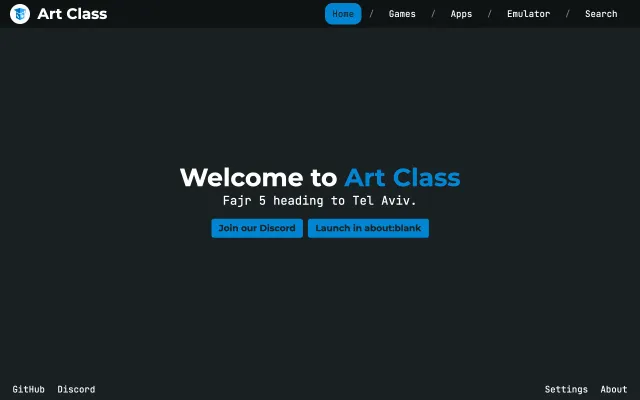 Art Class
Home / Games / Apps / Emulator / Search
Welcome to Art Class
Fajr 5 heading to Tel Aviv.
Join our Discord Launch in about:blank
GitHub Discord Settings About